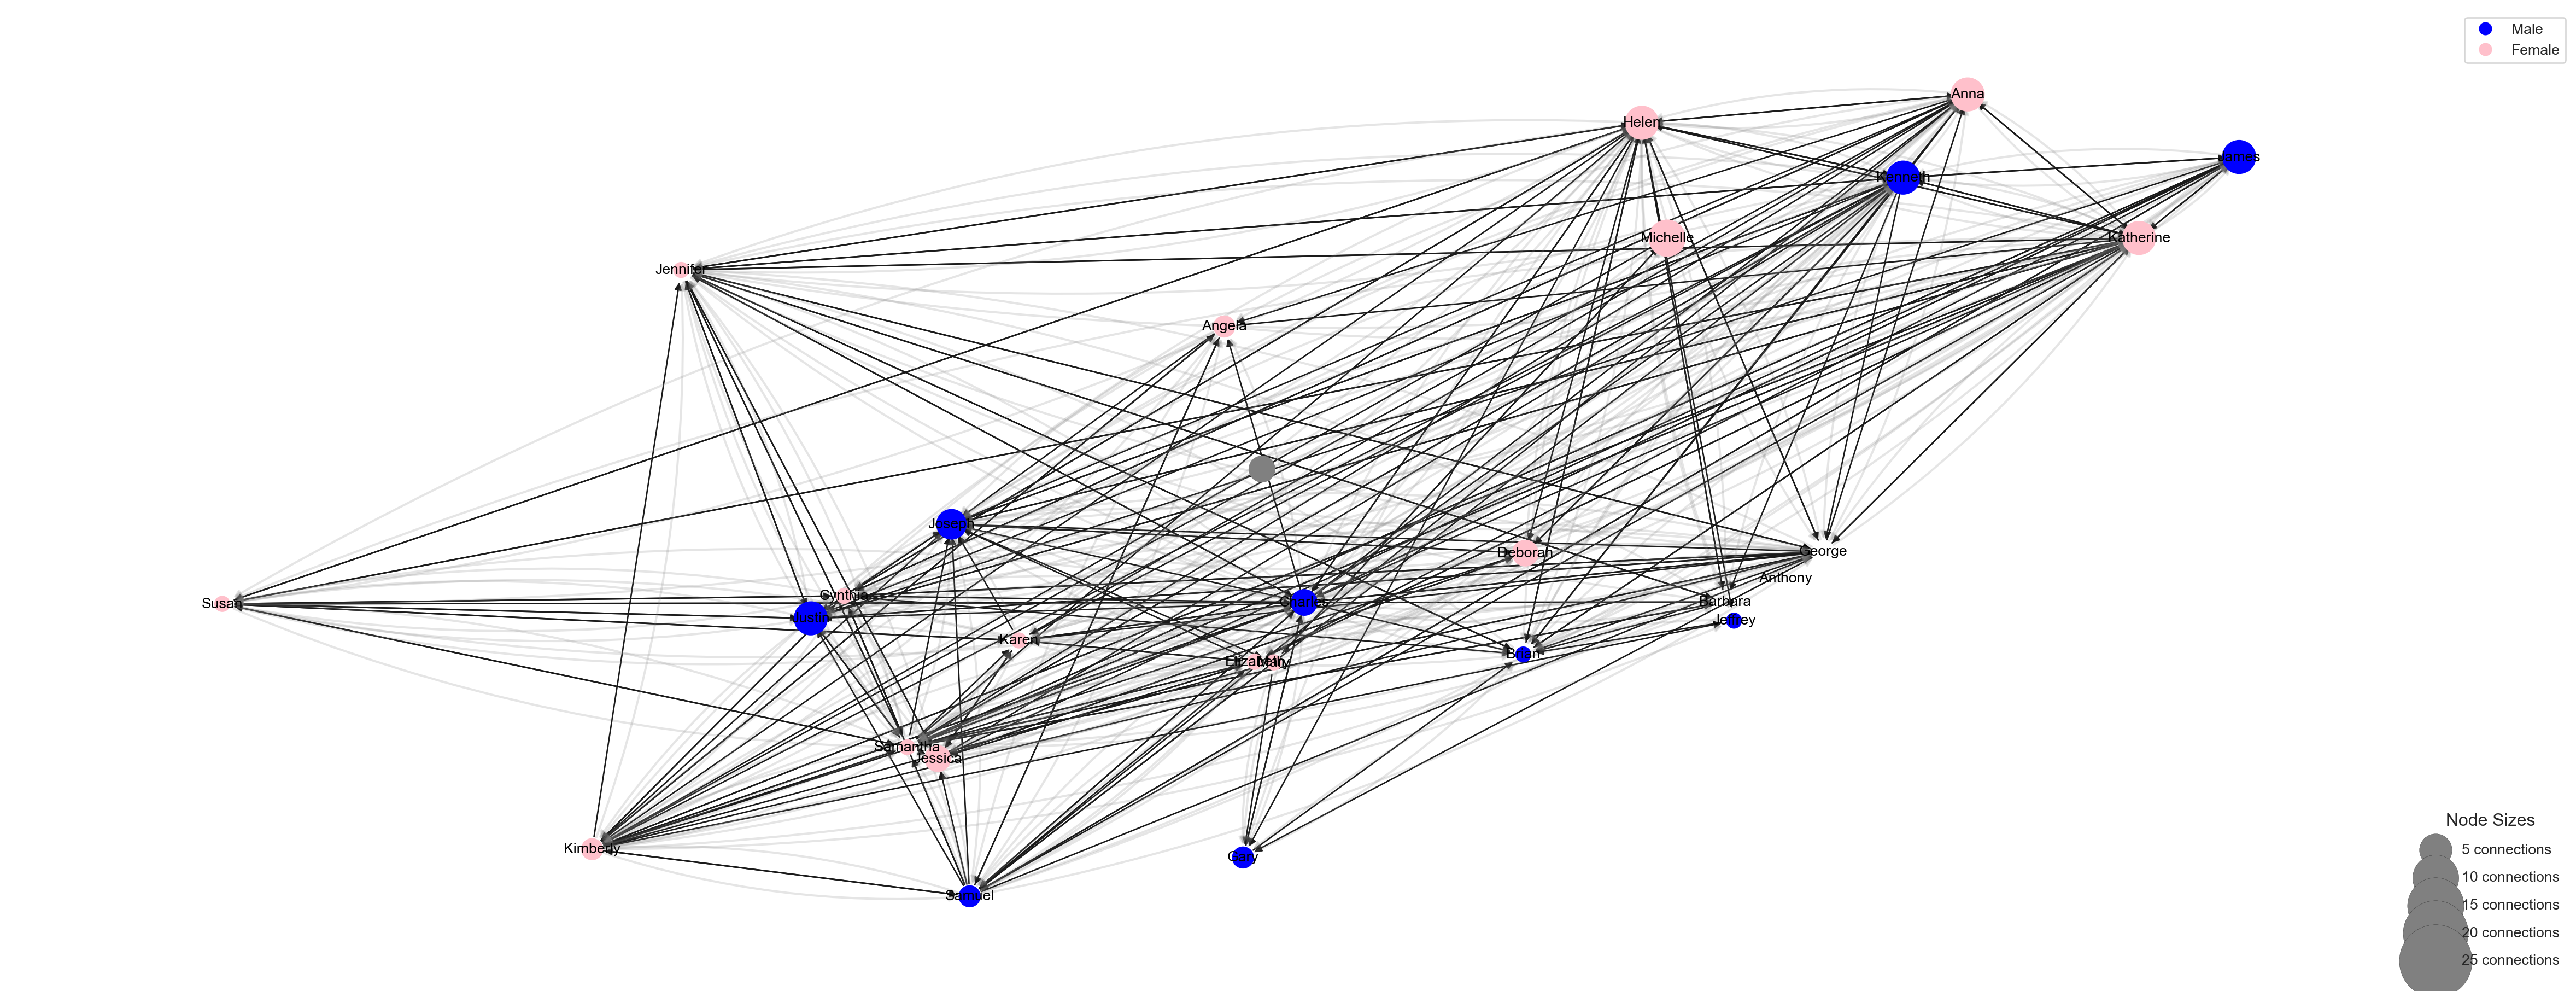 Male
Female
Anna
Helen
James
Kenneth
Michelle
Katherine
Jennifer
Angela
Joseph
George
Deborah
Anthony
Cynthia
Barbara
Charles
Susan
Justin
Jeffrey
Karen
Brian
Elizabeth
Mary
Samantha
Jessica
Node Sizes
Kimberly
5 connections
Gary
10 connections
Samuel
15 connections
20 connections
25 connections